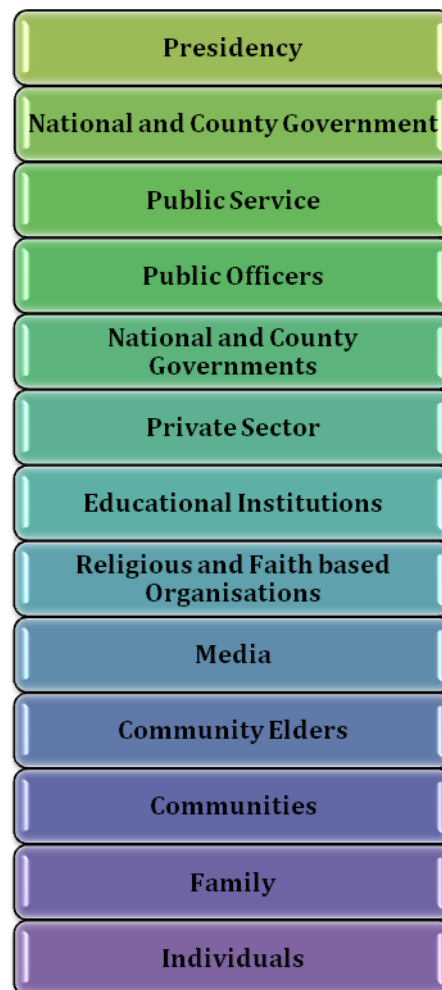 Presidency
National and County Government
Public Service
Public Officers
National and County
Governments
Private Sector
Educational Institutions
Religious and Faith based
Organisations
Media
Community Elders
Communities
Family
Individuals